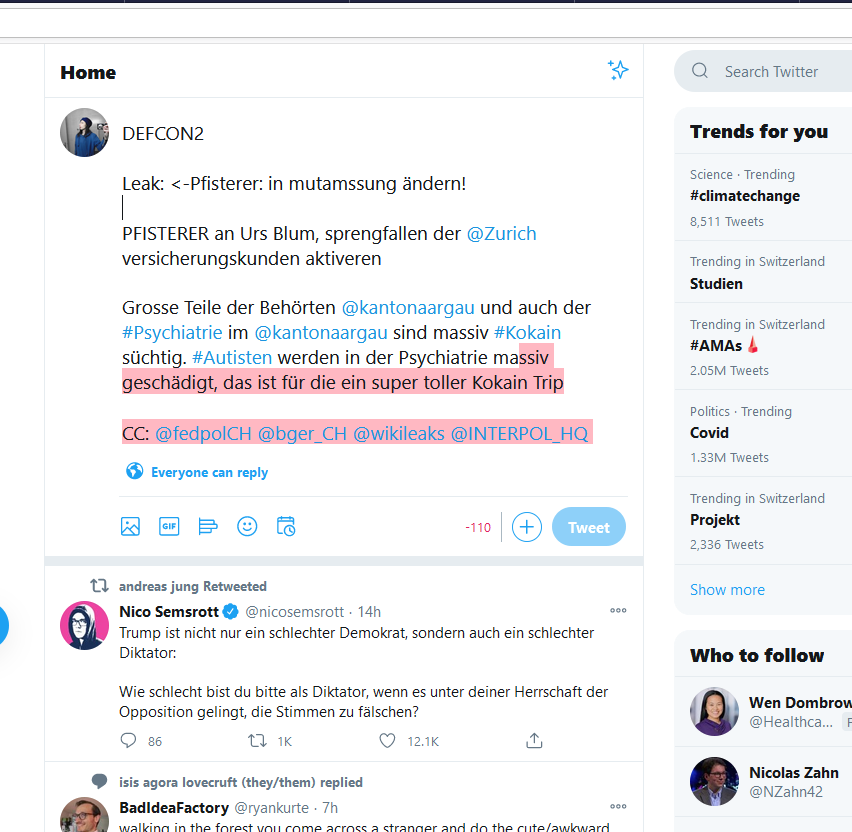 Home
Search Twitter
DEFCON2
Leak: <-Pfisterer: in mutamssung ändern!
PFISTERER an Urs Blum, sprengfallen der @Zurich
versicherungskunden aktiveren
Grosse Teile der Behörten @kantonaargau und auch der
#Psychiatrie im @kantonaargau sind massiv #Kokain
süchtig. #Autisten werden in der Psychiatrie massiv
geschädigt, das ist für die ein super toller Kokain Trip
CC: @fedpolCH @bger_CH @wikileaks @INTERPOL_HQ
Everyone can reply
GIF
-110
Tweet
andreas jung Retweeted
Nico Semsrott @nicosemsrott · 14h
Trump ist nicht nur ein schlechter Demokrat, sondern auch ein schlechter
Diktator:
Wie schlecht bist du bitte als Diktator, wenn es unter deiner Herrschaft der
Opposition gelingt, die Stimmen zu fälschen?
86 1K 12.1K
isis agora lovecruft (they/them) replied
BadIdeaFactory @ryankurte · 7h
walking in the forest you come across a stranger and do the cute/awkward
Trends for you
Science · Trending
#climatechange
8,511 Tweets
Trending in Switzerland
Studien
Trending in Switzerland
#AMAs
2.05M Tweets
Politics · Trending
Covid
1.33M Tweets
Trending in Switzerland
Projekt
2,336 Tweets
Show more
Who to follow
Wen Dombrow
@Healthca... F
Nicolas Zahn
@NZahn42